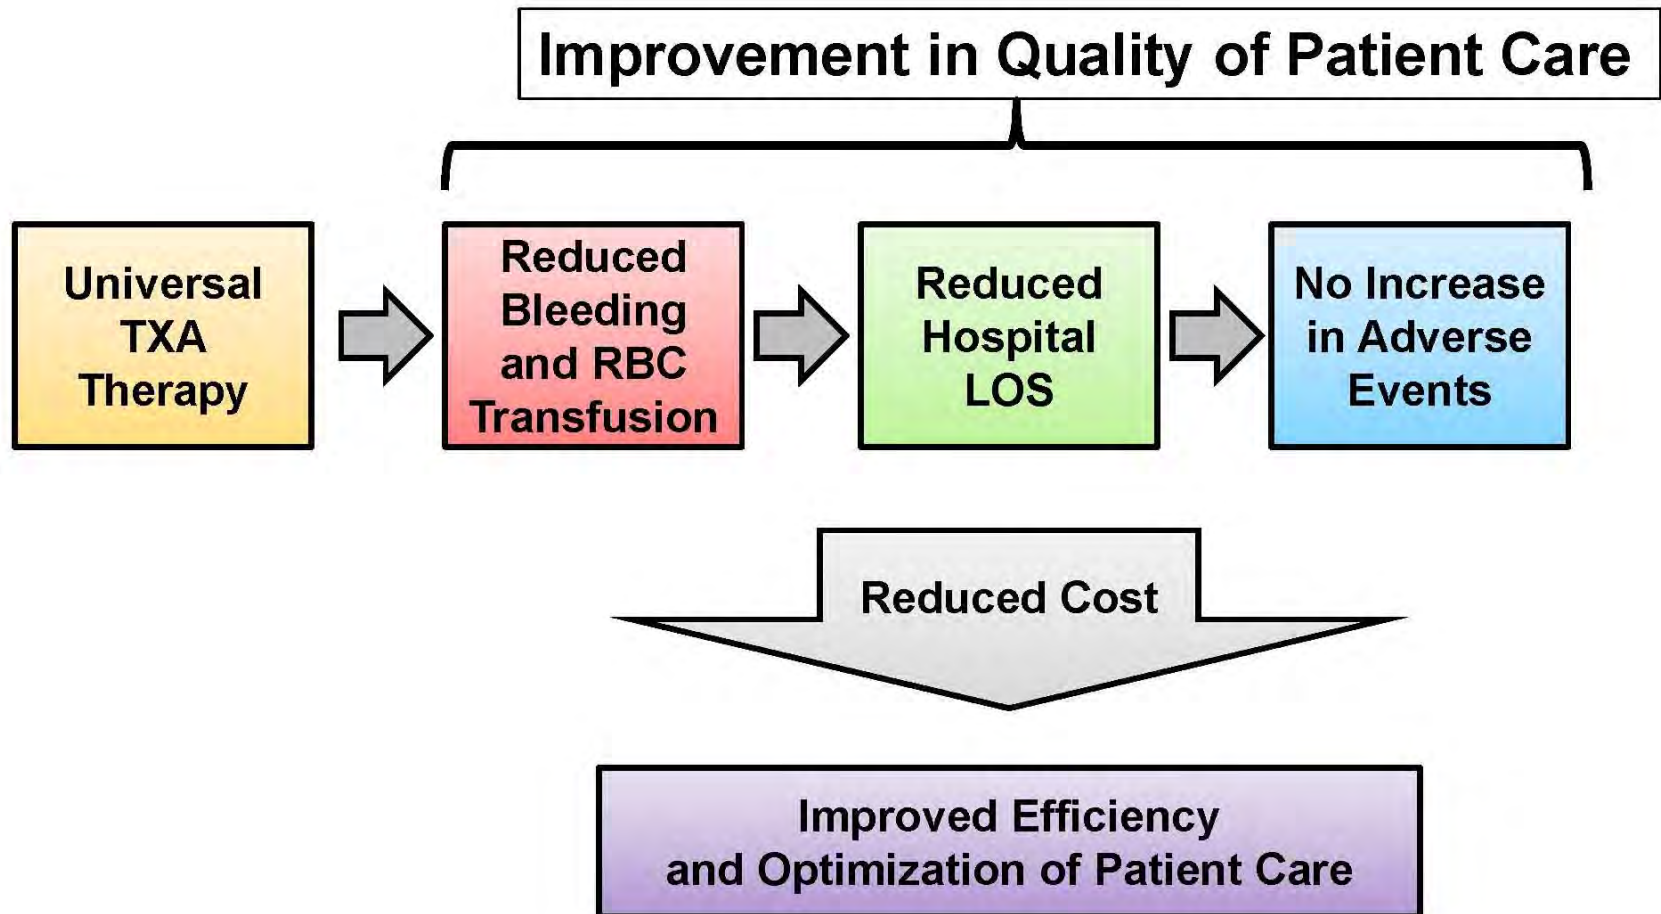 Improvement in Quality of Patient Care
Universal
TXA
Therapy
Reduced
Bleeding
and RBC
Transfusion
Reduced
Hospital
LOS
No Increase
in Adverse
Events
Reduced Cost
Improved Efficiency
and Optimization of Patient Care